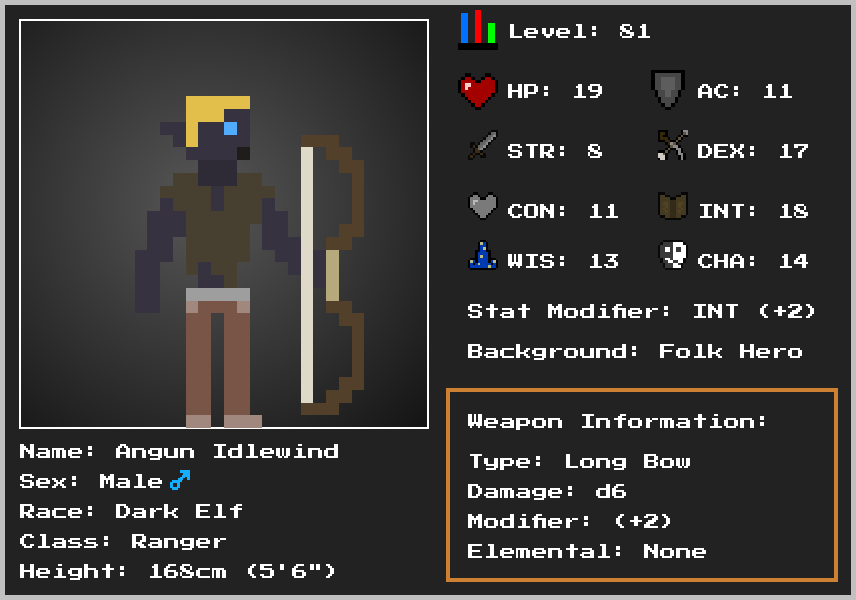 Level: 81
HP: 19
AC: 11
STR: 8
DEX: 17
CON: 11
INT: 18
WIS: 13
CHA: 14
Stat Modifier: INT (+2)
Background: Folk Hero
Weapon Information:
Type: Long Bow
Damage: d6
Modifier: (+2)
Elemental: None
Name: Angun Idlewind
Sex: Male ♂
Race: Dark Elf
Class: Ranger
Height: 168cm (5'6")